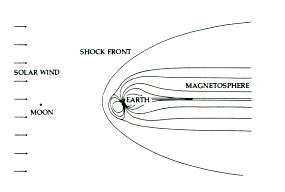 SHOCK FRONT
SOLAR WIND
MAGNETOSPHERE
EARTH
MOON